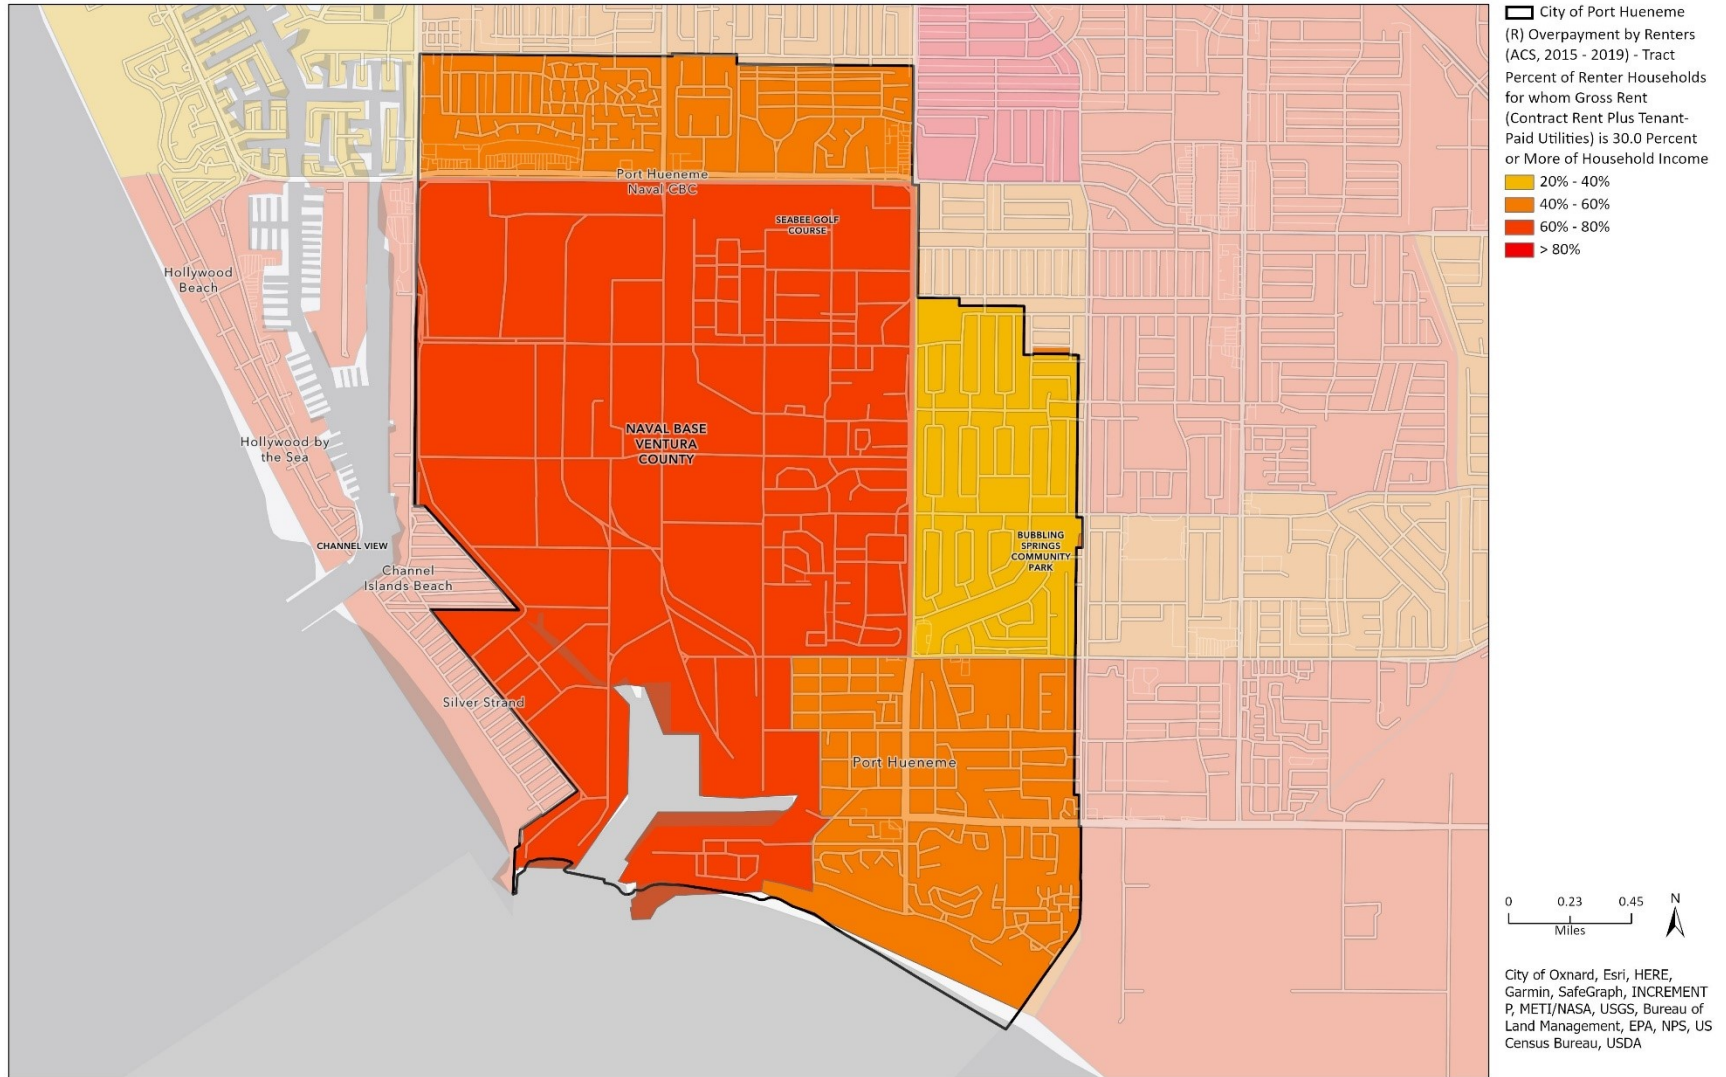 Port Hueneme
Naval CBC
SEABEE GOLF
COURSE
Hollywood
Beach
NAVAL BASE
VENTURA
COUNTY
Hollywood by
the Sea
CHANNEL VIEW
Channel
Islands Beach
BUBBLING
SPRINGS
COMMUNITY
PARK
Silver Strand
Port Hueneme
City of Port Hueneme
(R) Overpayment by Renters
(ACS, 2015 - 2019) - Tract
Percent of Renter Households
for whom Gross Rent
(Contract Rent Plus Tenant-
Paid Utilities) is 30.0 Percent
or More of Household Income
20% - 40%
40% - 60%
60% - 80%
> 80%
0 0.23 0.45
Miles
N
City of Oxnard, Esri, HERE,
Garmin, SafeGraph, INCREMENT
P, METI/NASA, USGS, Bureau of
Land Management, EPA, NPS, US
Census Bureau, USDA